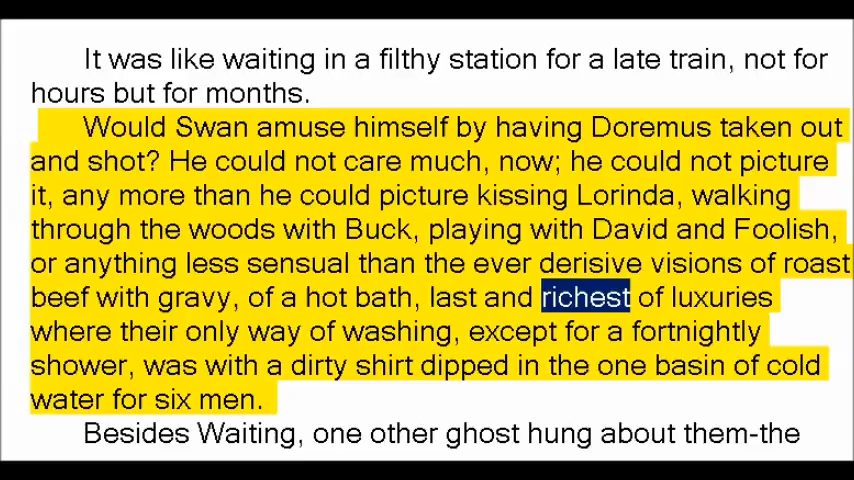 It was like waiting in a filthy station for a late train, not for
hours but for months.
Would Swan amuse himself by having Doremus taken out
and shot? He could not care much, now; he could not picture
it, any more than he could picture kissing Lorinda, walking
through the woods with Buck, playing with David and Foolish,
or anything less sensual than the ever derisive visions of roast
beef with gravy, of a hot bath, last and richest of luxuries
where their only way of washing, except for a fortnightly
shower, was with a dirty shirt dipped in the one basin of cold
water for six men.
Besides Waiting, one other ghost hung about them-the